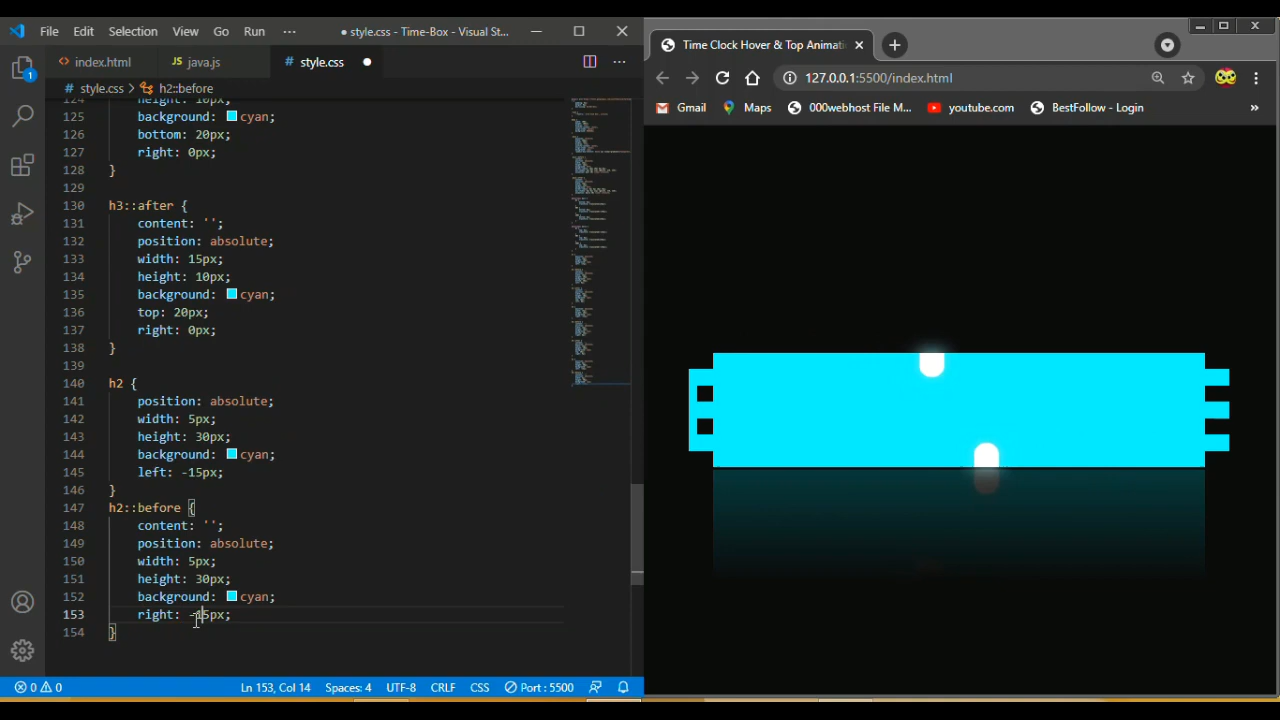 File Edit Selection View Go Run ··· ● style.css - Time-Box - Visual St...
<> index.html JS java.js # style.css ●
# style.css > h2::before
124 height: 10px;
125 background: cyan;
126 bottom: 20px;
127 right: 0px;
128 }
129
130 h3::after {
131 content: '';
132 position: absolute;
133 width: 15px;
134 height: 10px;
135 background: cyan;
136 top: 20px;
137 right: 0px;
138 }
139
140 h2 {
141 position: absolute;
142 width: 5px;
143 height: 30px;
144 background: cyan;
145 left: -15px;
146 }
147 h2::before {
148 content: '';
149 position: absolute;
150 width: 5px;
151 height: 30px;
152 background: cyan;
153 right: -15px;
154 }
1
0 0 Ln 153, Col 14 Spaces: 4 UTF-8 CRLF CSS Port : 5500
Time Clock Hover & Top Animati
127.0.0.1:5500/index.html
Gmail Maps 000webhost File M... youtube.com BestFollow - Login »